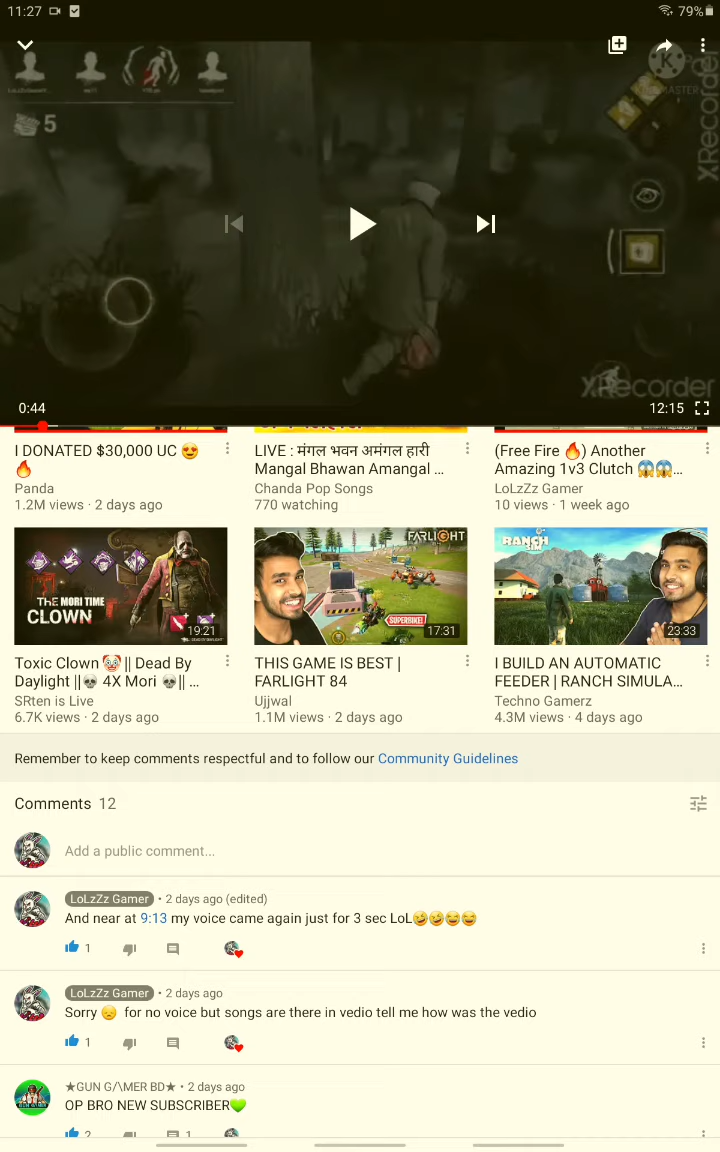 11:27
79%
5
KINEMASTER
XRecorder
XRecorder
0:44
12:15
I DONATED $30,000 UC 😍
🔥
Panda
1.2M views · 2 days ago
LIVE : मंगल भवन अमंगल हारी
Mangal Bhawan Amangal ...
Chanda Pop Songs
770 watching
(Free Fire 🔥) Another
Amazing 1v3 Clutch 😱😱...
LoLzZz Gamer
10 views · 1 week ago
THE MORI TIME
CLOWN
19:21
Toxic Clown 🤡|| Dead By
Daylight ||💀 4X Mori 💀|| ...
SRten is Live
6.7K views · 2 days ago
FARLIGHT
SUPERBIKE!
17:31
THIS GAME IS BEST |
FARLIGHT 84
Ujjwal
1.1M views · 2 days ago
RANCH
SIM
23:33
I BUILD AN AUTOMATIC
FEEDER | RANCH SIMULA...
Techno Gamerz
4.3M views · 4 days ago
Remember to keep comments respectful and to follow our Community Guidelines
Comments 12
Add a public comment...
LoLzZz Gamer • 2 days ago (edited)
And near at 9:13 my voice came again just for 3 sec LoL🤣🤣😂😂
1
LoLzZz Gamer • 2 days ago
Sorry 😞 for no voice but songs are there in vedio tell me how was the vedio
1
★GUN G/\MER BD★ • 2 days ago
OP BRO NEW SUBSCRIBER💚
2
1